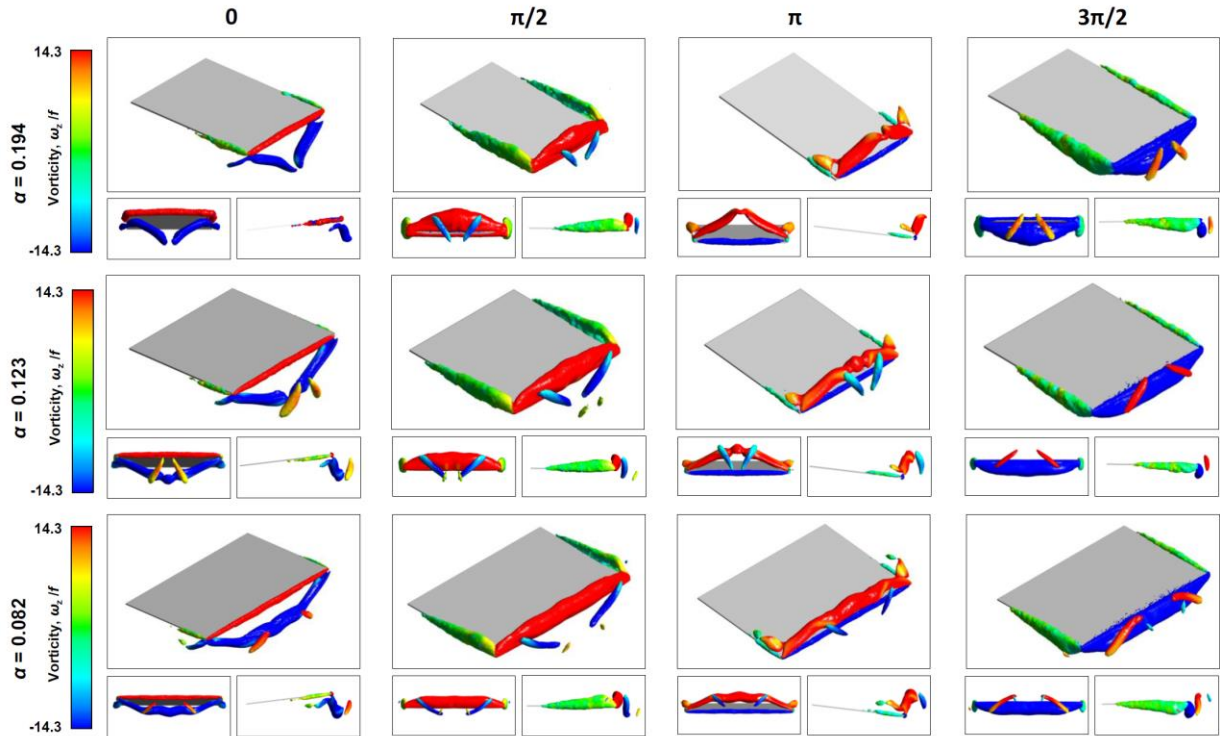 0 π/2 π 3π/2
14.3
α = 0.194
Vorticity, ω_z /f
-14.3
14.3
α = 0.123
Vorticity, ω_z /f
-14.3
14.3
α = 0.082
Vorticity, ω_z /f
-14.3